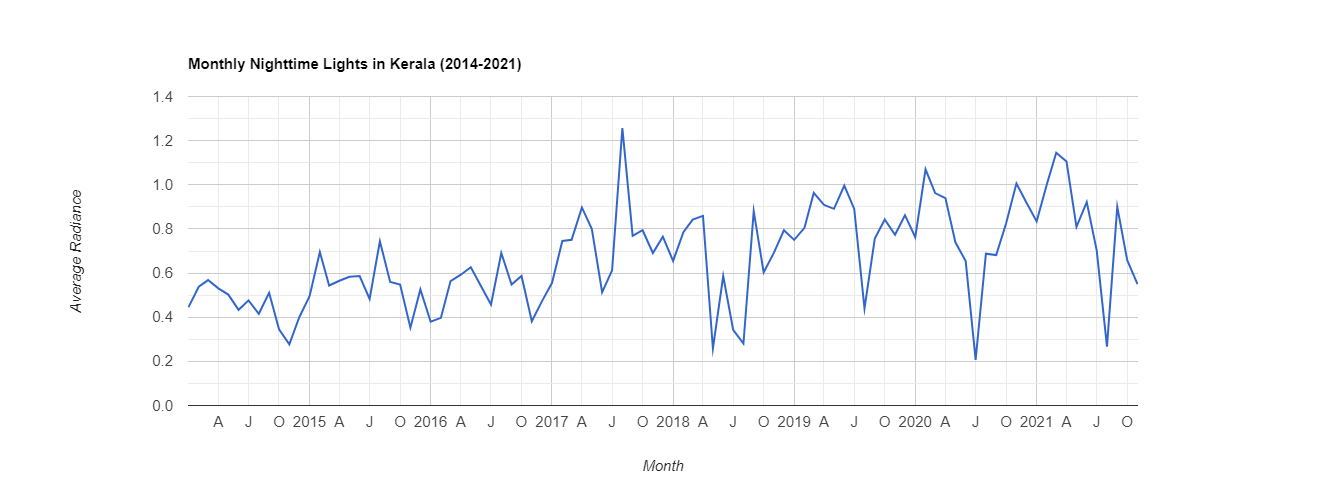 Monthly Nighttime Lights in Kerala (2014-2021)
1.4
1.2
1.0
0.8
0.6
0.4
0.2
0.0
Average Radiance
A J O 2015 A J O 2016 A J O 2017 A J O 2018 A J O 2019 A J O 2020 A J O 2021 A J O
Month